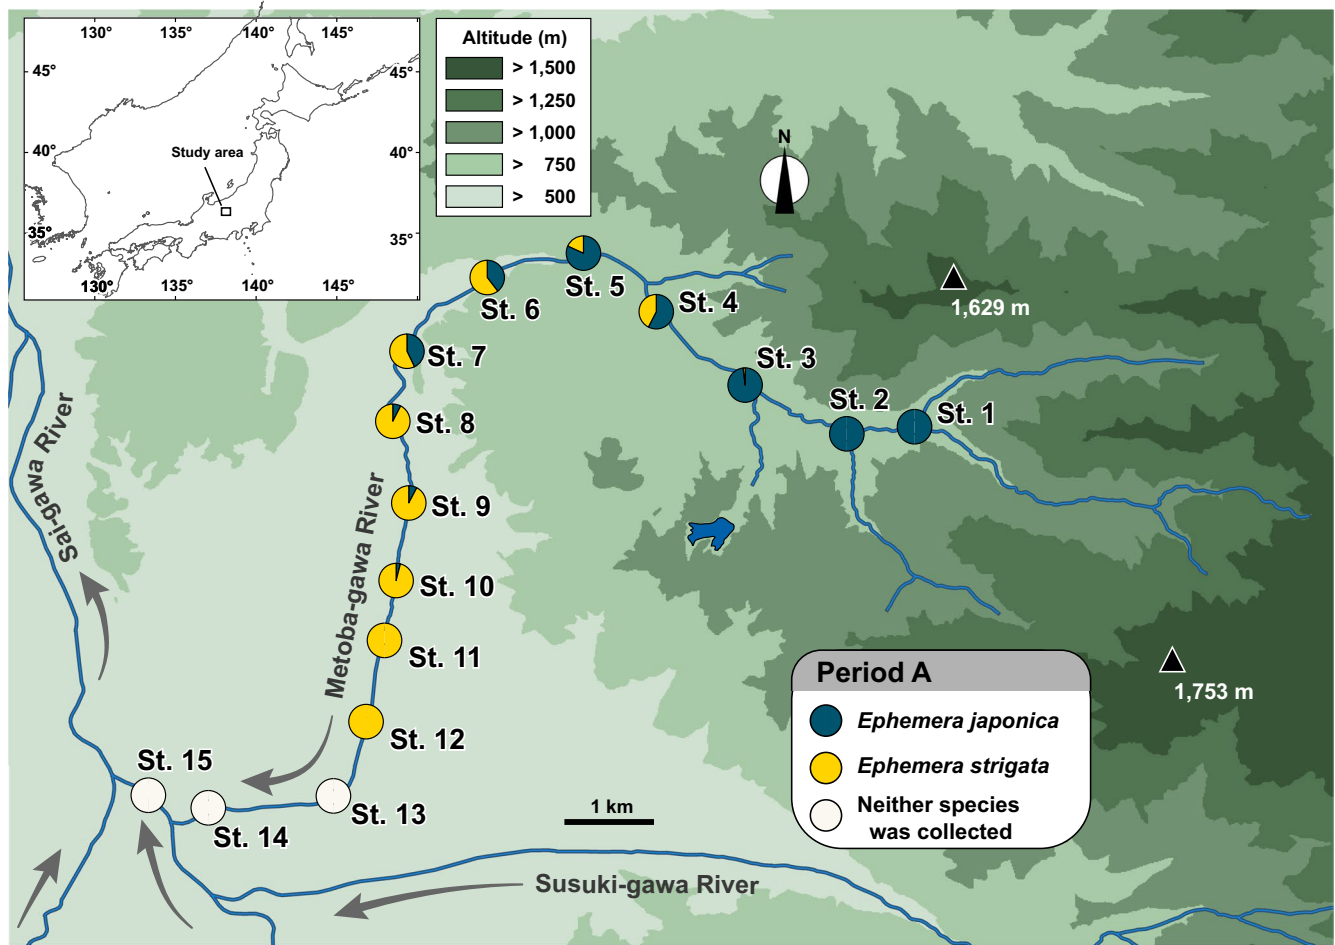 130°
135°
140°
145°
45°
45°
40°
40°
Study area
35°
35°
130°
135°
140°
145°
Altitude (m)
> 1,500
> 1,250
> 1,000
> 750
> 500
N
1,629 m
St. 5
St. 6
St. 4
St. 7
St. 3
St. 2
St. 1
St. 8
St. 9
Sai-gawa River
Metoba-gawa River
St. 10
St. 11
St. 12
1,753 m
St. 15
St. 14
St. 13
1 km
Period A
Ephemera japonica
Ephemera strigata
Neither species
was collected
Susuki-gawa River